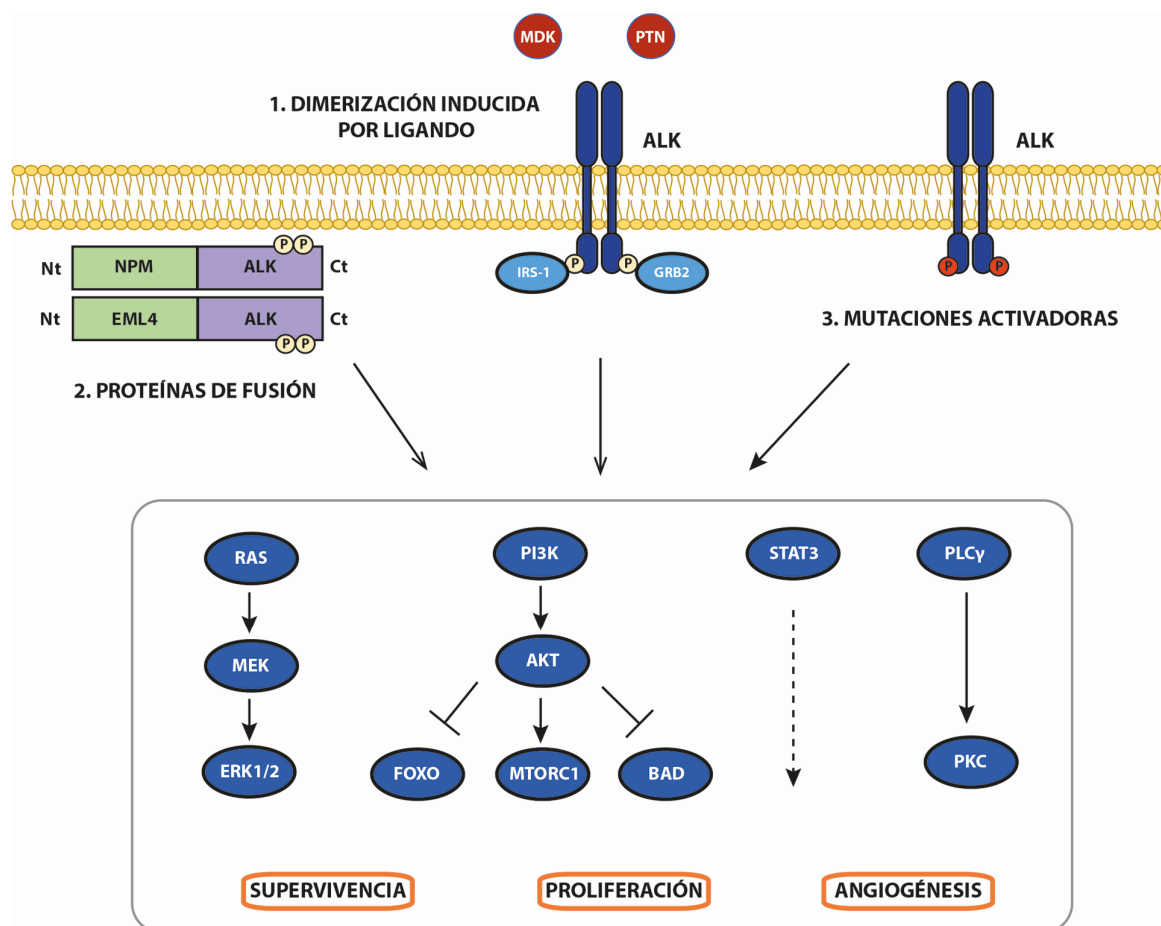 MDK
PTN
1. DIMERIZACIÓN INDUCIDA
POR LIGANDO
ALK
ALK
Nt
NPM
ALK
P
P
Ct
Nt
EML4
ALK
P
P
Ct
IRS-1
P
P
GRB2
P
P
2. PROTEÍNAS DE FUSIÓN
3. MUTACIONES ACTIVADORAS
RAS
PI3K
STAT3
PLCγ
MEK
AKT
ERK1/2
FOXO
MTORC1
BAD
PKC
SUPERVIVENCIA
PROLIFERACIÓN
ANGIOGÉNESIS